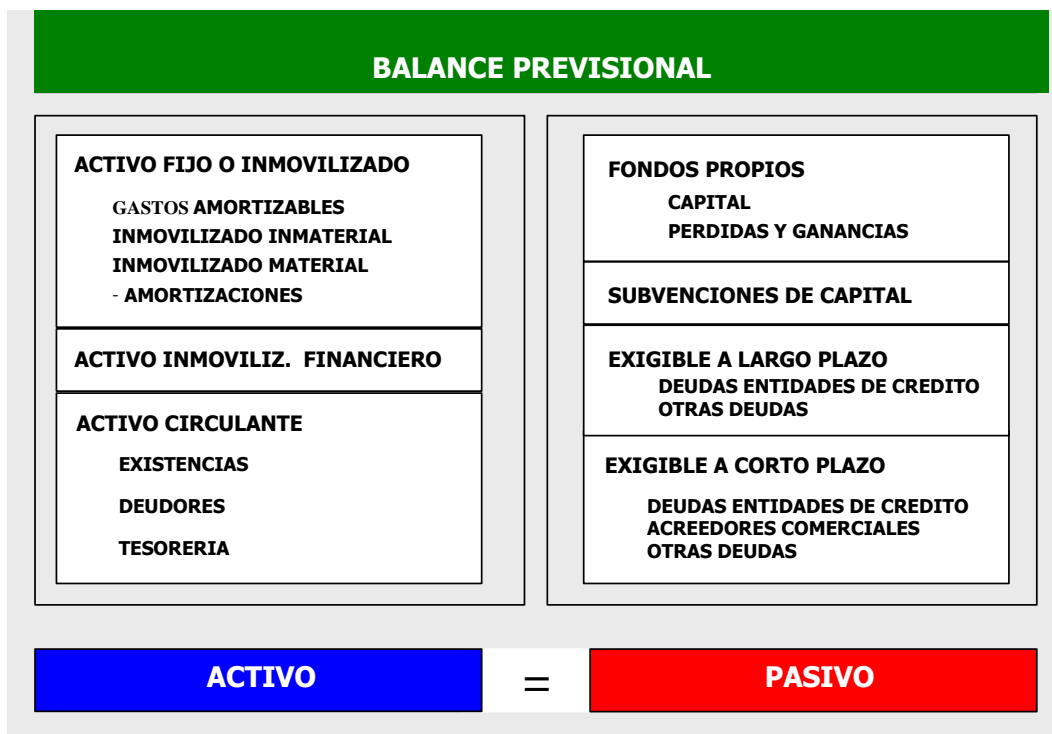 BALANCE PREVISIONAL
ACTIVO FIJO O INMOVILIZADO
GASTOS AMORTIZABLES
INMOVILIZADO INMATERIAL
INMOVILIZADO MATERIAL
- AMORTIZACIONES
ACTIVO INMOVILIZ. FINANCIERO
ACTIVO CIRCULANTE
EXISTENCIAS
DEUDORES
TESORERIA
FONDOS PROPIOS
CAPITAL
PERDIDAS Y GANANCIAS
SUBVENCIONES DE CAPITAL
EXIGIBLE A LARGO PLAZO
DEUDAS ENTIDADES DE CREDITO
OTRAS DEUDAS
EXIGIBLE A CORTO PLAZO
DEUDAS ENTIDADES DE CREDITO
ACREEDORES COMERCIALES
OTRAS DEUDAS
ACTIVO = PASIVO